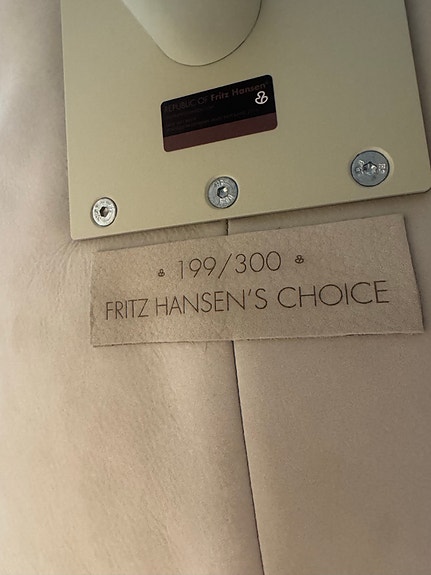 REPUBLIC OF Fritz Hansen
199/300
FRITZ HANSEN'S CHOICE